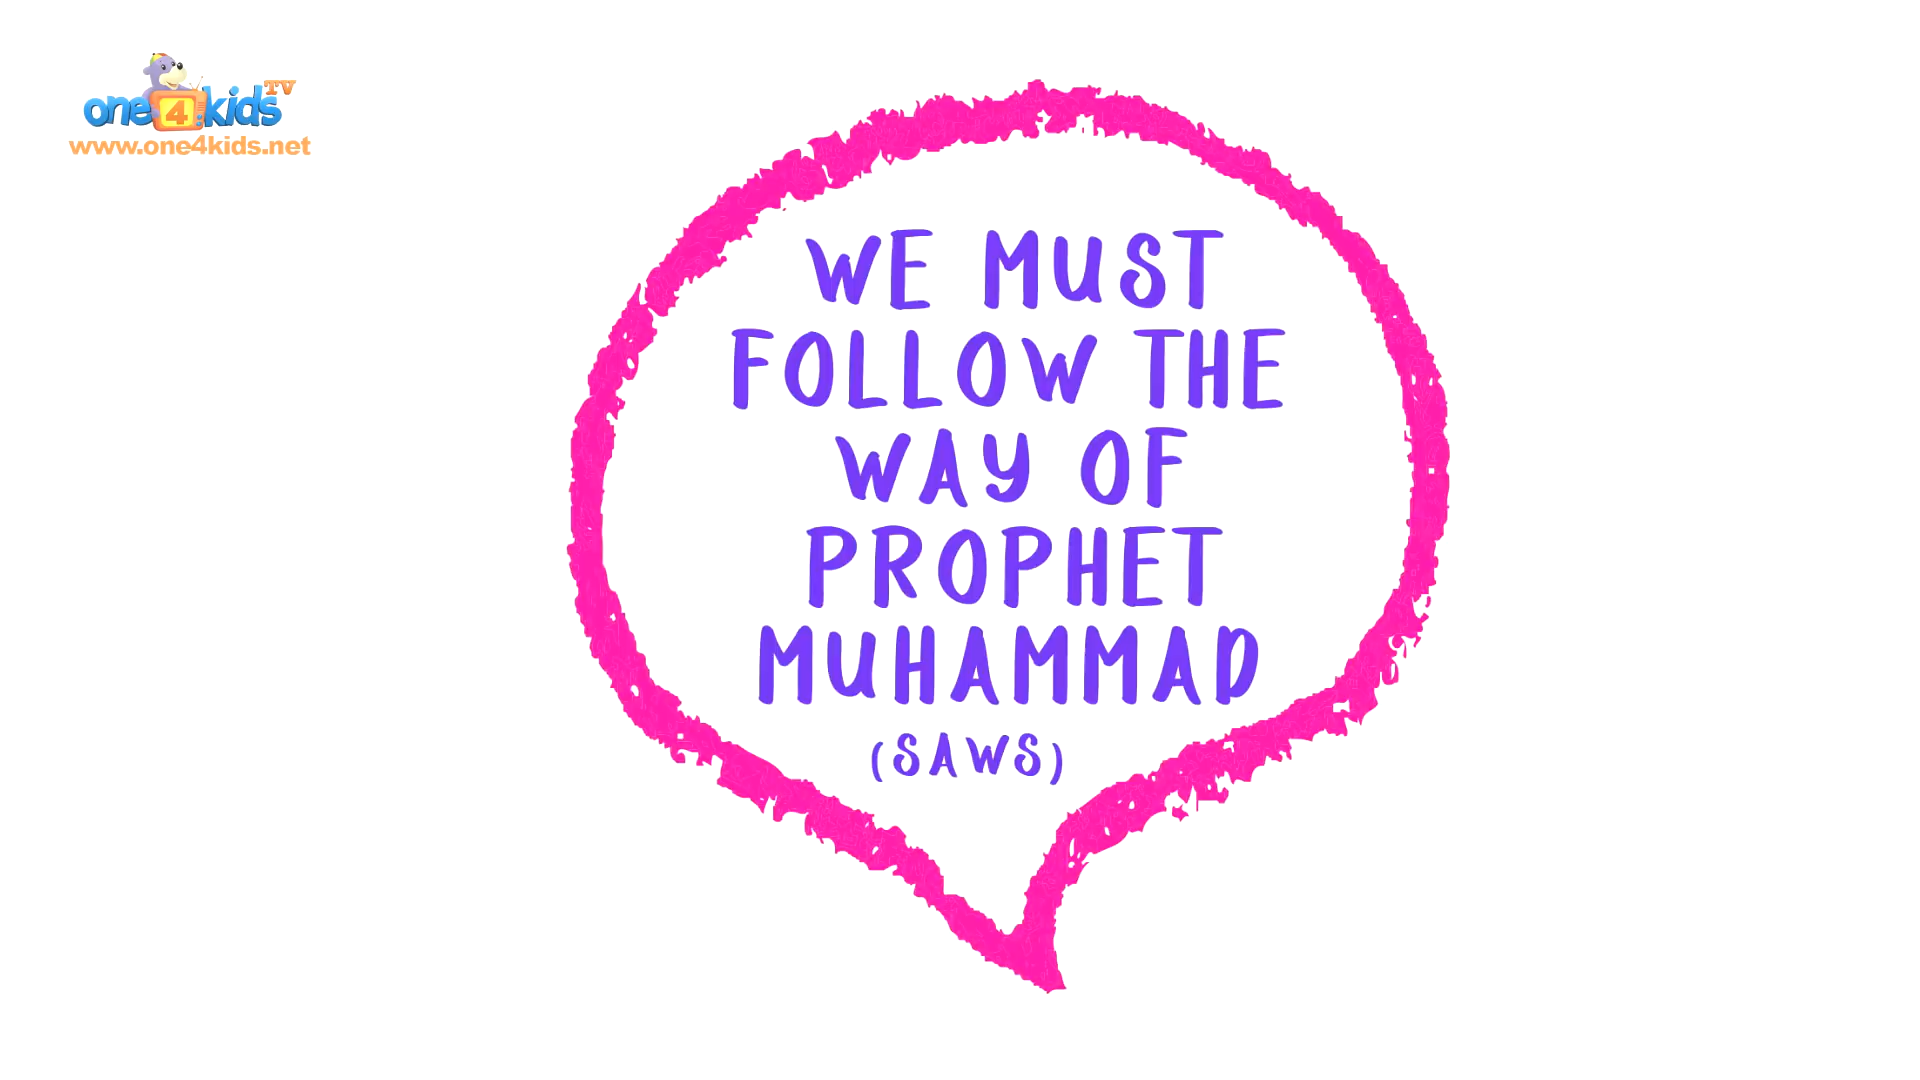 one4kids TV
www.one4kids.net
WE MUST
FOLLOW THE
WAY OF
PROPHET
MUHAMMAD
(SAWS)